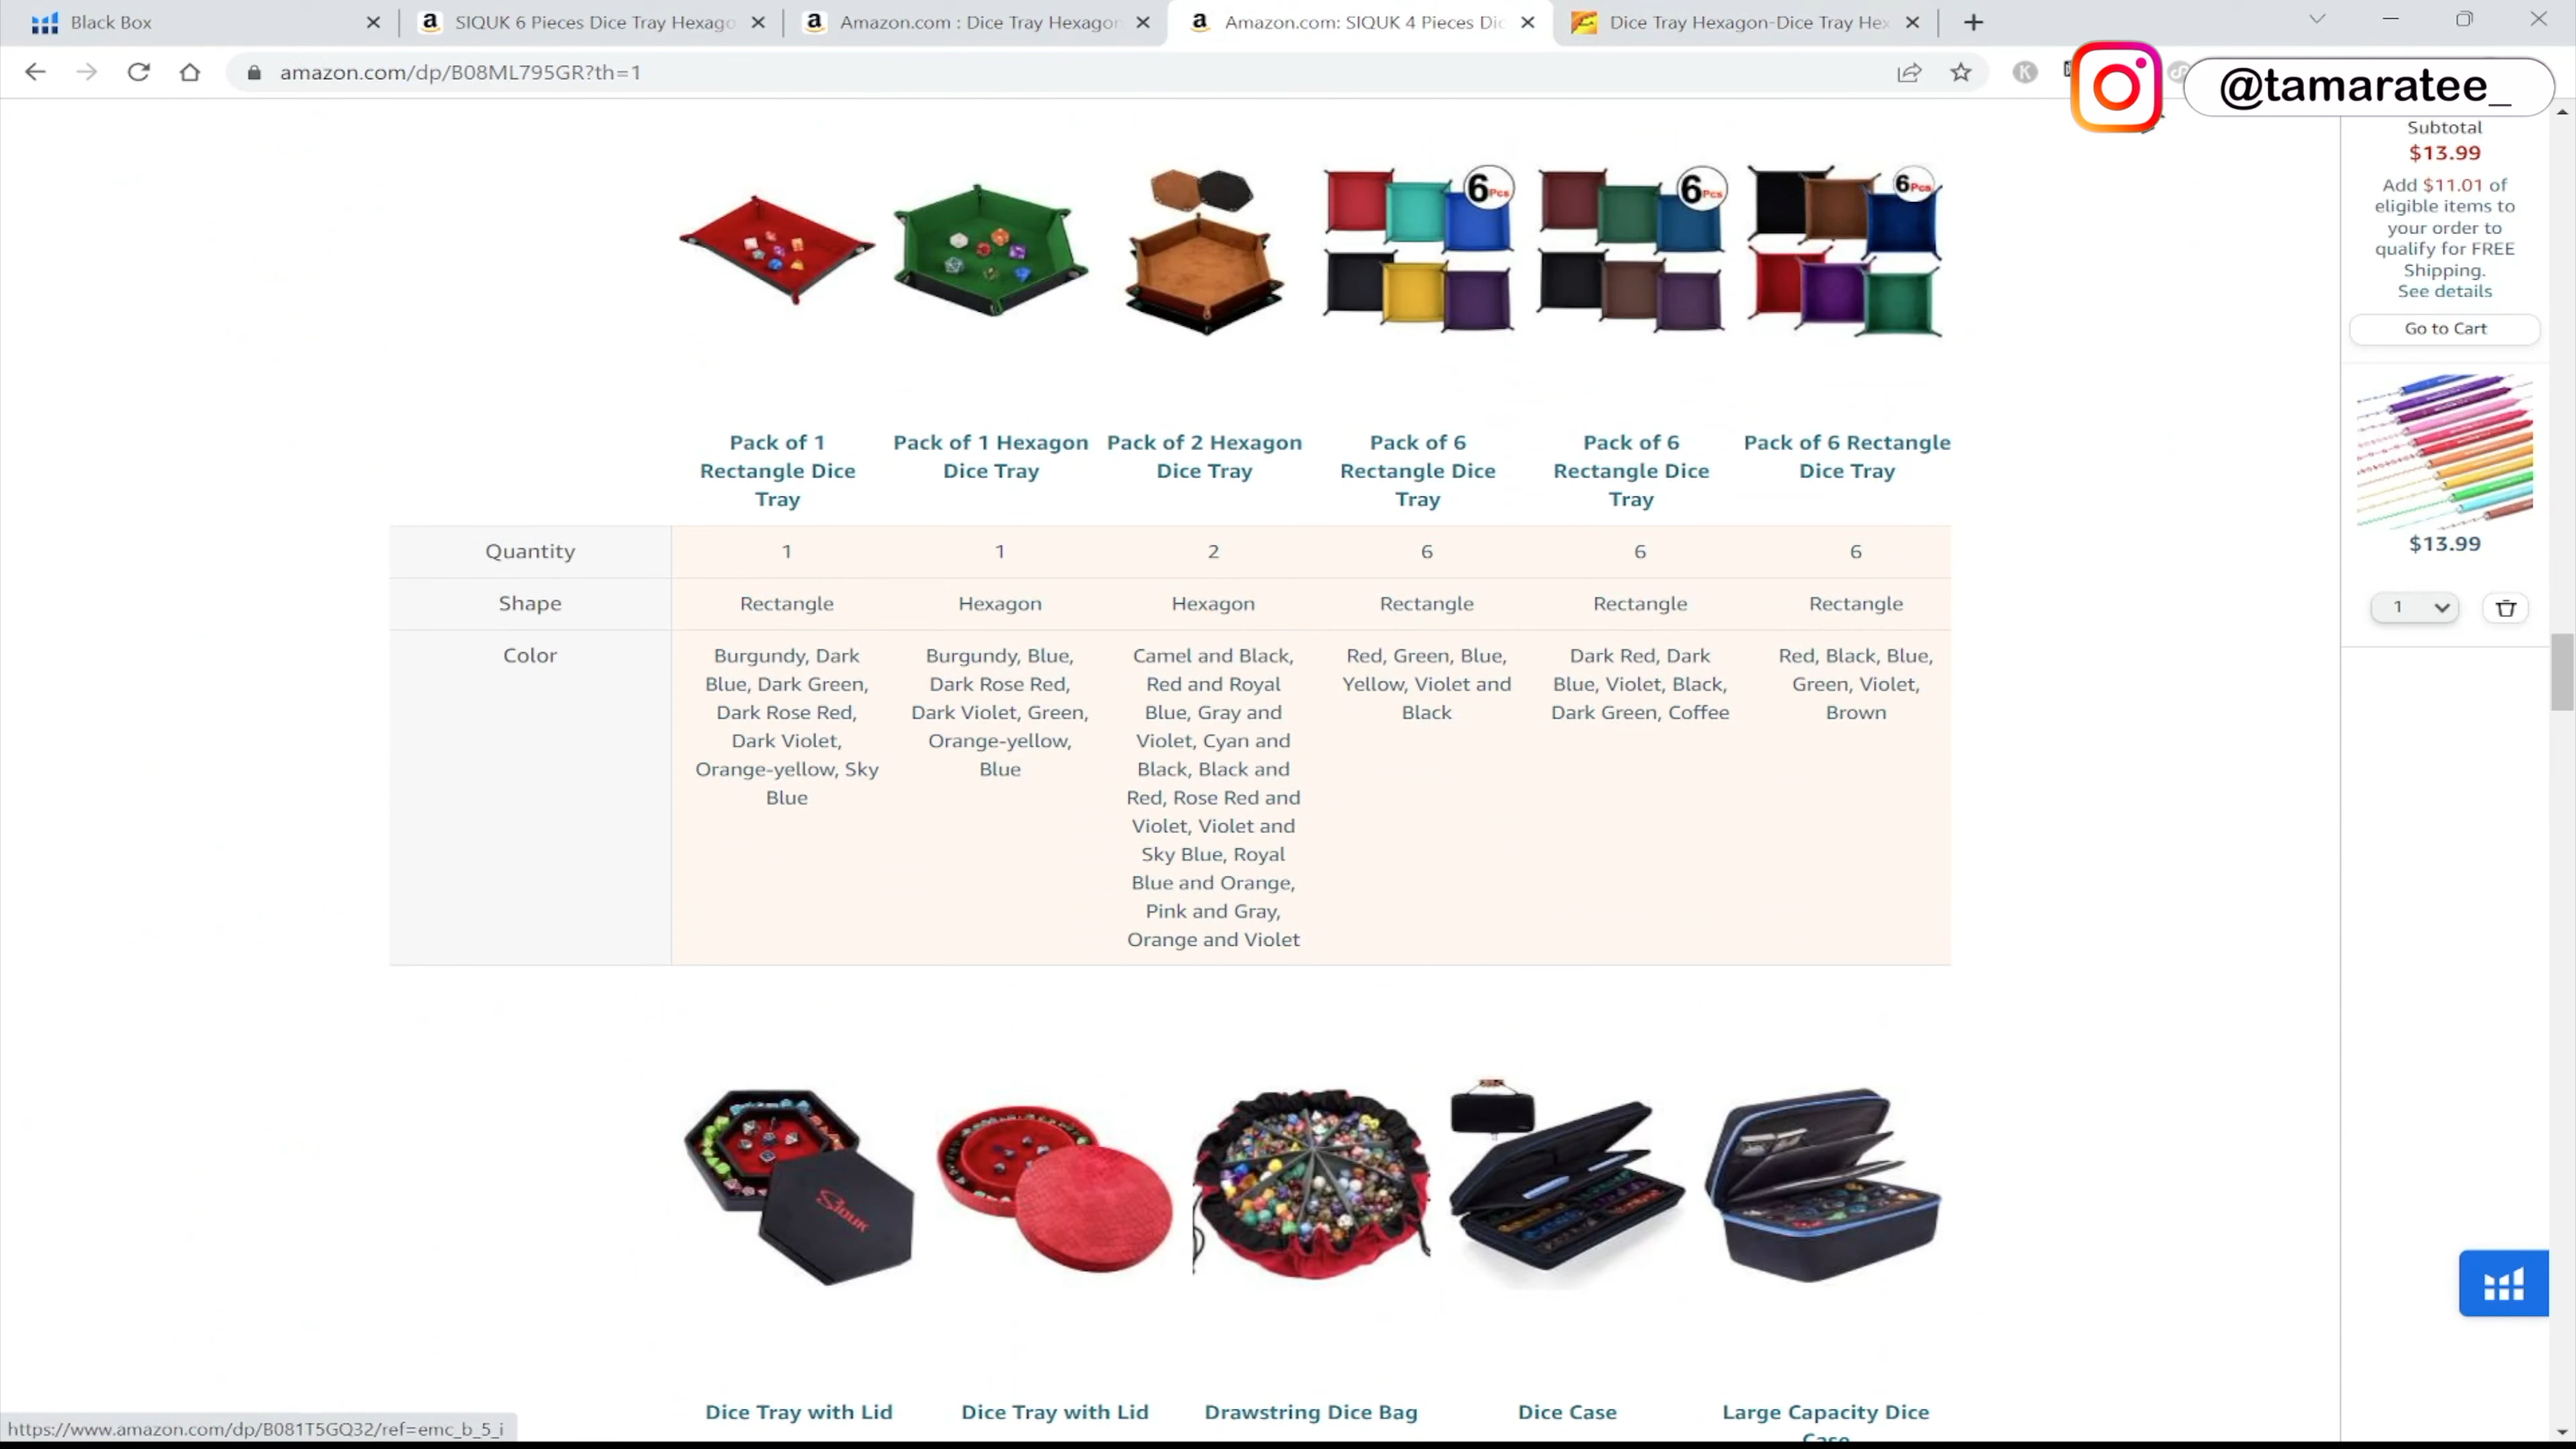 Black Box
SIQUK 6 Pieces Dice Tray Hexago
Amazon.com : Dice Tray Hexagon
Amazon.com: SIQUK 4 Pieces Dic
Dice Tray Hexagon-Dice Tray Hex
amazon.com/dp/B08ML795GR?th=1
@tamaratee_
Subtotal
$13.99
Add $11.01 of
eligible items to
your order to
qualify for FREE
Shipping.
See details
Go to Cart
$13.99
1
6 Pcs
6 Pcs
6 Pcs
Pack of 1 Rectangle Dice Tray
Pack of 1 Hexagon Dice Tray
Pack of 2 Hexagon Dice Tray
Pack of 6 Rectangle Dice Tray
Pack of 6 Rectangle Dice Tray
Pack of 6 Rectangle Dice Tray
Quantity 1 1 2 6 6 6
Shape Rectangle Hexagon Hexagon Rectangle Rectangle Rectangle
Color
Burgundy, Dark
Blue, Dark Green,
Dark Rose Red,
Dark Violet,
Orange-yellow, Sky
Blue
Burgundy, Blue,
Dark Rose Red,
Dark Violet, Green,
Orange-yellow,
Blue
Camel and Black,
Red and Royal
Blue, Gray and
Violet, Cyan and
Black, Black and
Red, Rose Red and
Violet, Violet and
Sky Blue, Royal
Blue and Orange,
Pink and Gray,
Orange and Violet
Red, Green, Blue,
Yellow, Violet and
Black
Dark Red, Dark
Blue, Violet, Black,
Dark Green, Coffee
Red, Black, Blue,
Green, Violet,
Brown
SIQUK
Dice Tray with Lid
Dice Tray with Lid
Drawstring Dice Bag
Dice Case
Large Capacity Dice
Case
https://www.amazon.com/dp/B081T5GQ32/ref=emc_b_5_i